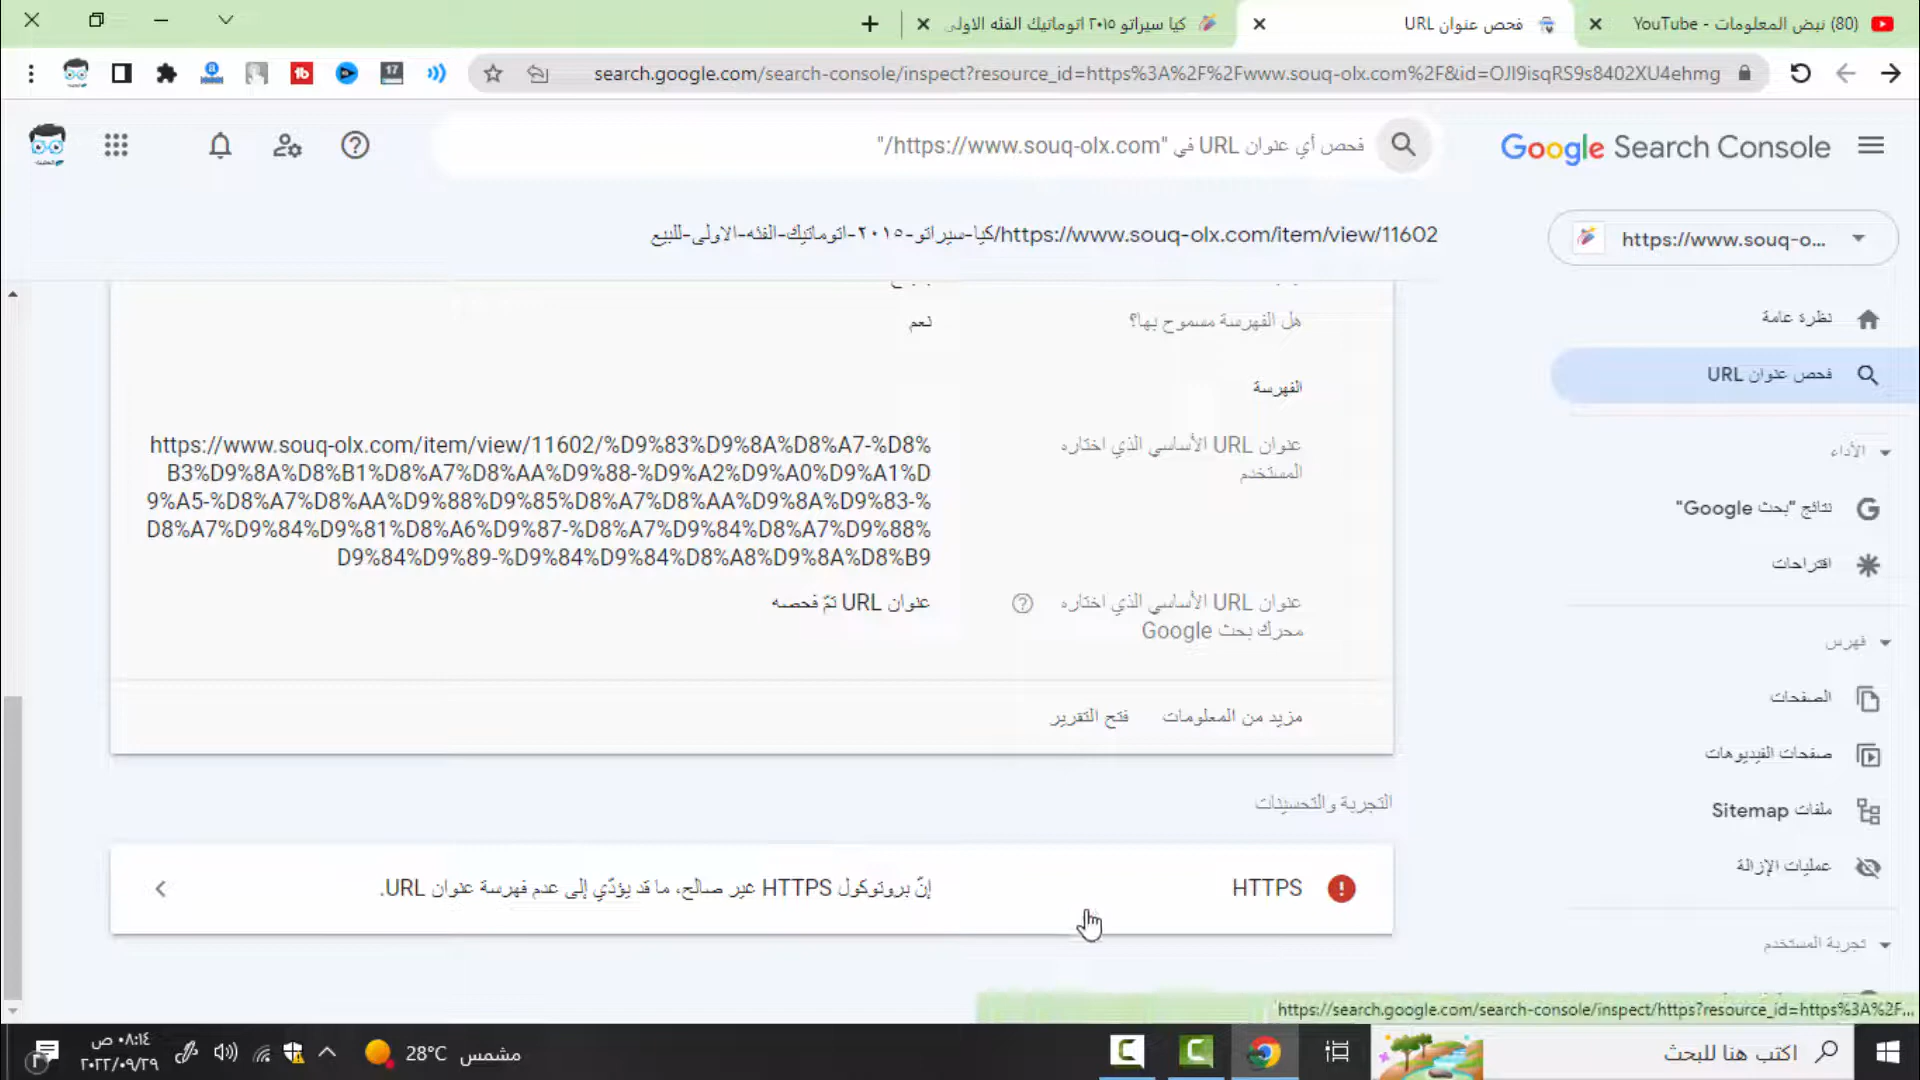 (80) نبض المعلومات - YouTube
فحص عنوان URL
كيا سيراتو ٢٠١٥ اتوماتيك الفئه الاولى
search.google.com/search-console/inspect?resource_id=https%3A%2F%2Fwww.souq-olx.com%2F&id=OJI9isqRS9s8402XU4ehmg
Google Search Console
فحص أي عنوان URL في "https://www.souq-olx.com/"
https://www.souq-o...
https://www.souq-olx.com/item/view/11602/كيا-سيراتو-٢٠١٥-اتوماتيك-الفئه-الاولى-للبيع
نظرة عامة
فحص عنوان URL
الأداء
نتائج "بحث Google"
اقتراحات
فهرس
الصفحات
صفحات الفيديوهات
ملفات Sitemap
عمليات الإزالة
تجربة المستخدم
هل الفهرسة مسموح بها؟
نعم
الفهرسة
عنوان URL الأساسي الذي اختاره
المستخدم
https://www.souq-olx.com/item/view/11602/%D9%83%D9%8A%D8%A7-%D8%
B3%D9%8A%D8%B1%D8%A7%D8%AA%D9%88-%D9%A2%D9%A0%D9%A1%D
9%A5-%D8%A7%D8%AA%D9%88%D9%85%D8%A7%D8%AA%D9%8A%D9%83-%
D8%A7%D9%84%D9%81%D8%A6%D9%87-%D8%A7%D9%84%D8%A7%D9%88%
D9%84%D9%89-%D9%84%D9%84%D8%A8%D9%8A%D8%B9
عنوان URL الأساسي الذي اختاره
محرك بحث Google
عنوان URL تمّ فحصه
مزيد من المعلومات
فتح التقرير
التجربة والتحسينات
HTTPS
إنّ بروتوكول HTTPS غير صالح، ما قد يؤدّي إلى عدم فهرسة عنوان URL.
https://search.google.com/search-console/inspect/https?resource_id=https%3A%2F...
اكتب هنا للبحث
28°C مشمس
٠٨:١٤ ص
٢٠٢٢/٠٩/٢٩